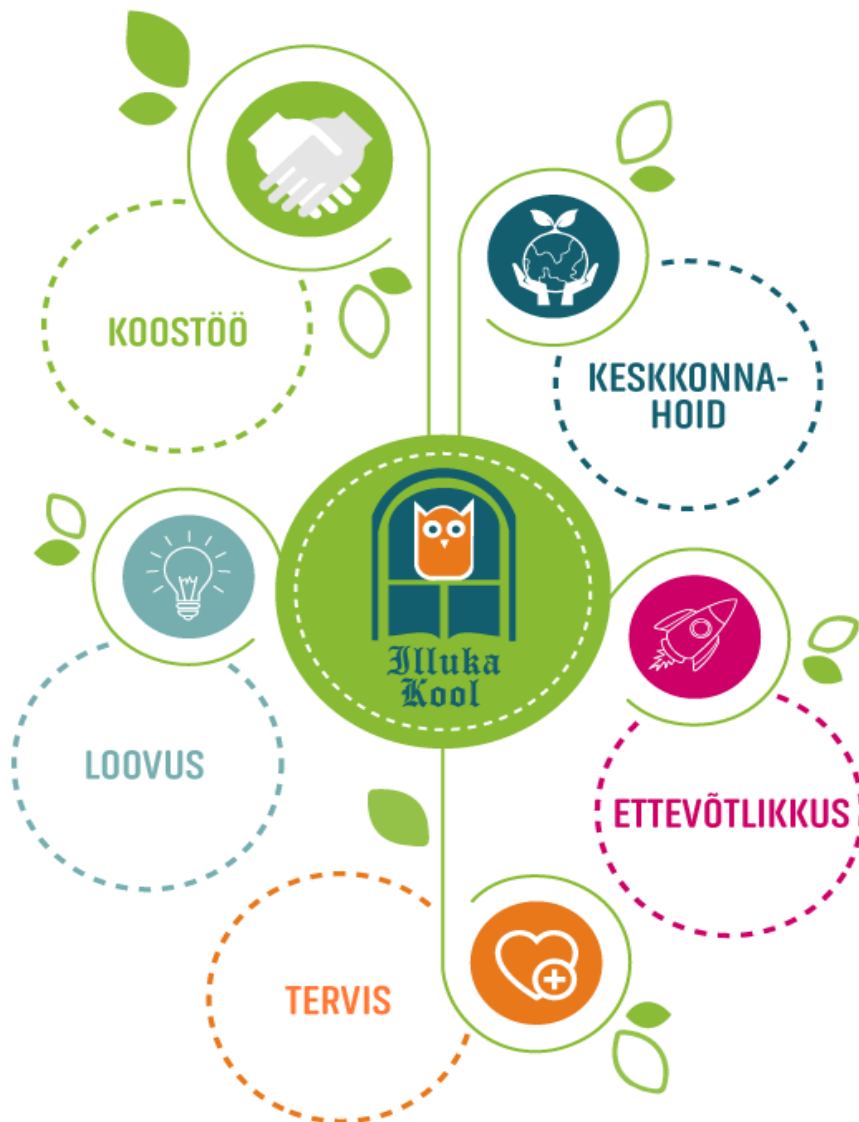 KOOSTÖÖ
KESKKONNA-
HOID
Illuka
Kool
LOOVUS
ETTEVÕTLIKKUS
TERVIS